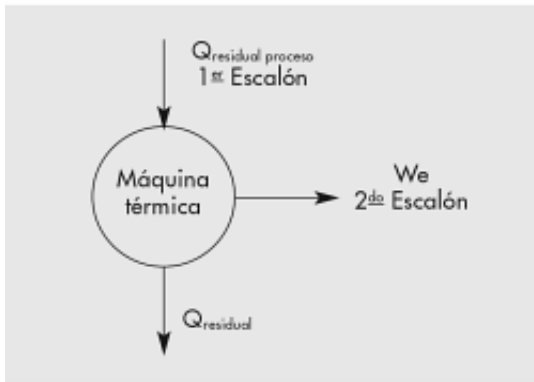 Qresidual proceso
1er Escalón
Máquina
térmica
We
2do Escalón
Qresidual